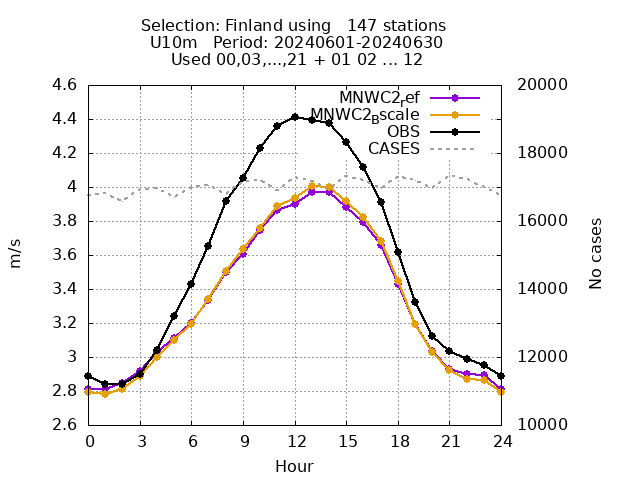 Selection: Finland using   147 stations
U10m   Period: 20240601-20240630
Used 00,03,...,21 + 01 02 ... 12
4.6
4.4
4.2
4
3.8
3.6
3.4
3.2
3
2.8
2.6
20000
18000
16000
14000
12000
10000
MNWC2ref
MNWC2Bscale
OBS
CASES
m/s
No cases
0 3 6 9 12 15 18 21 24
Hour